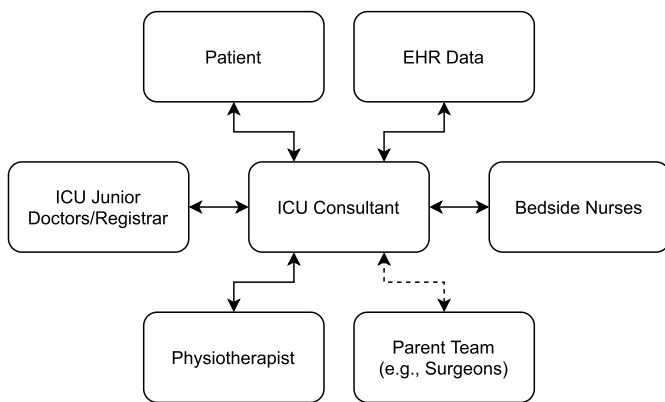 Patient
EHR Data
ICU Junior
Doctors/Registrar
ICU Consultant
Bedside Nurses
Physiotherapist
Parent Team
(e.g., Surgeons)